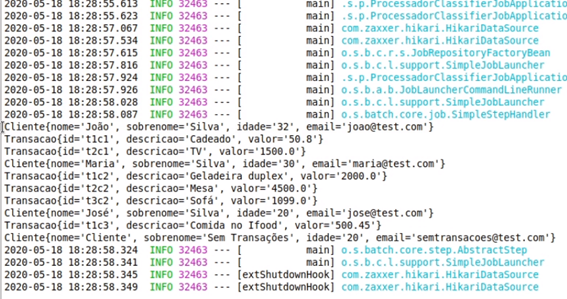 2020-05-18 18:28:55.613 INFO 32463 --- [ main] .s.p.ProcessadorClassifierJobApplicatio
2020-05-18 18:28:55.623 INFO 32463 --- [ main] .s.p.ProcessadorClassifierJobApplicatio
2020-05-18 18:28:57.067 INFO 32463 --- [ main] com.zaxxer.hikari.HikariDataSource
2020-05-18 18:28:57.534 INFO 32463 --- [ main] com.zaxxer.hikari.HikariDataSource
2020-05-18 18:28:57.615 INFO 32463 --- [ main] o.s.b.c.r.s.JobRepositoryFactoryBean
2020-05-18 18:28:57.816 INFO 32463 --- [ main] o.s.b.c.l.support.SimpleJobLauncher
2020-05-18 18:28:57.924 INFO 32463 --- [ main] .s.p.ProcessadorClassifierJobApplicatio
2020-05-18 18:28:57.926 INFO 32463 --- [ main] o.s.b.a.b.JobLauncherCommandLineRunner
2020-05-18 18:28:58.028 INFO 32463 --- [ main] o.s.b.c.l.support.SimpleJobLauncher
2020-05-18 18:28:58.087 INFO 32463 --- [ main] o.s.batch.core.job.SimpleStepHandler
Cliente{nome='João', sobrenome='Silva', idade='32', email='joao@test.com'}
Transacao{id='t1c1', descricao='Cadeado', valor='50.8'}
Transacao{id='t2c1', descricao='TV', valor='1500.0'}
Cliente{nome='Maria', sobrenome='Silva', idade='30', email='maria@test.com'}
Transacao{id='t1c2', descricao='Geladeira duplex', valor='2000.0'}
Transacao{id='t2c2', descricao='Mesa', valor='4500.0'}
Transacao{id='t3c2', descricao='Sofá', valor='1099.0'}
Cliente{nome='José', sobrenome='Silva', idade='20', email='jose@test.com'}
Transacao{id='t1c3', descricao='Comida no Ifood', valor='500.45'}
Cliente{nome='Cliente', sobrenome='Sem Transações', idade='20', email='semtransacoes@test.com'}
2020-05-18 18:28:58.324 INFO 32463 --- [ main] o.s.batch.core.step.AbstractStep
2020-05-18 18:28:58.341 INFO 32463 --- [ main] o.s.b.c.l.support.SimpleJobLauncher
2020-05-18 18:28:58.345 INFO 32463 --- [extShutdownHook] com.zaxxer.hikari.HikariDataSource
2020-05-18 18:28:58.349 INFO 32463 --- [extShutdownHook] com.zaxxer.hikari.HikariDataSource